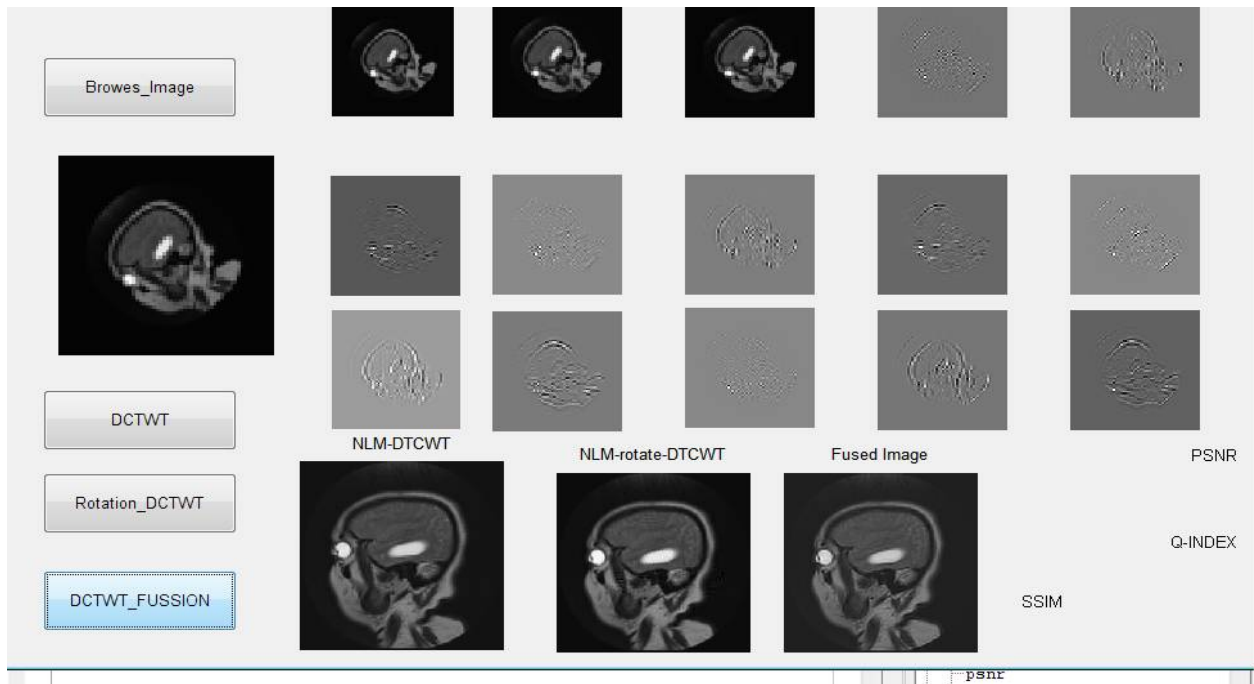 Browes_Image
DCTWT
Rotation_DCTWT
DCTWT_FUSSION
NLM-DTCWT
NLM-rotate-DTCWT
Fused Image
PSNR
Q-INDEX
SSIM
psnr